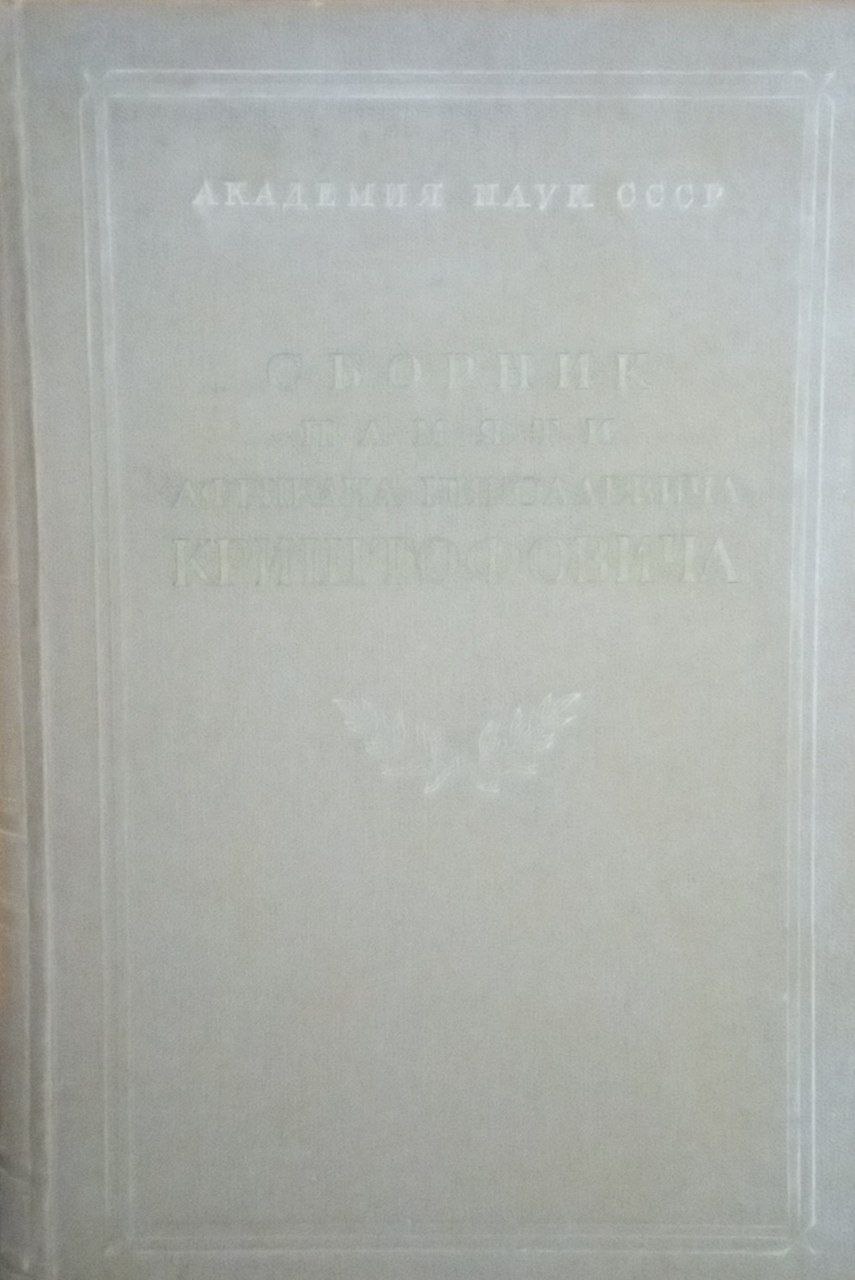 АКАДЕМИЯ НАУК СССР
СБОРНИК
ПАМЯТИ
АФРИКАНА НИКОЛАЕВИЧА
КРИШТОФОВИЧА